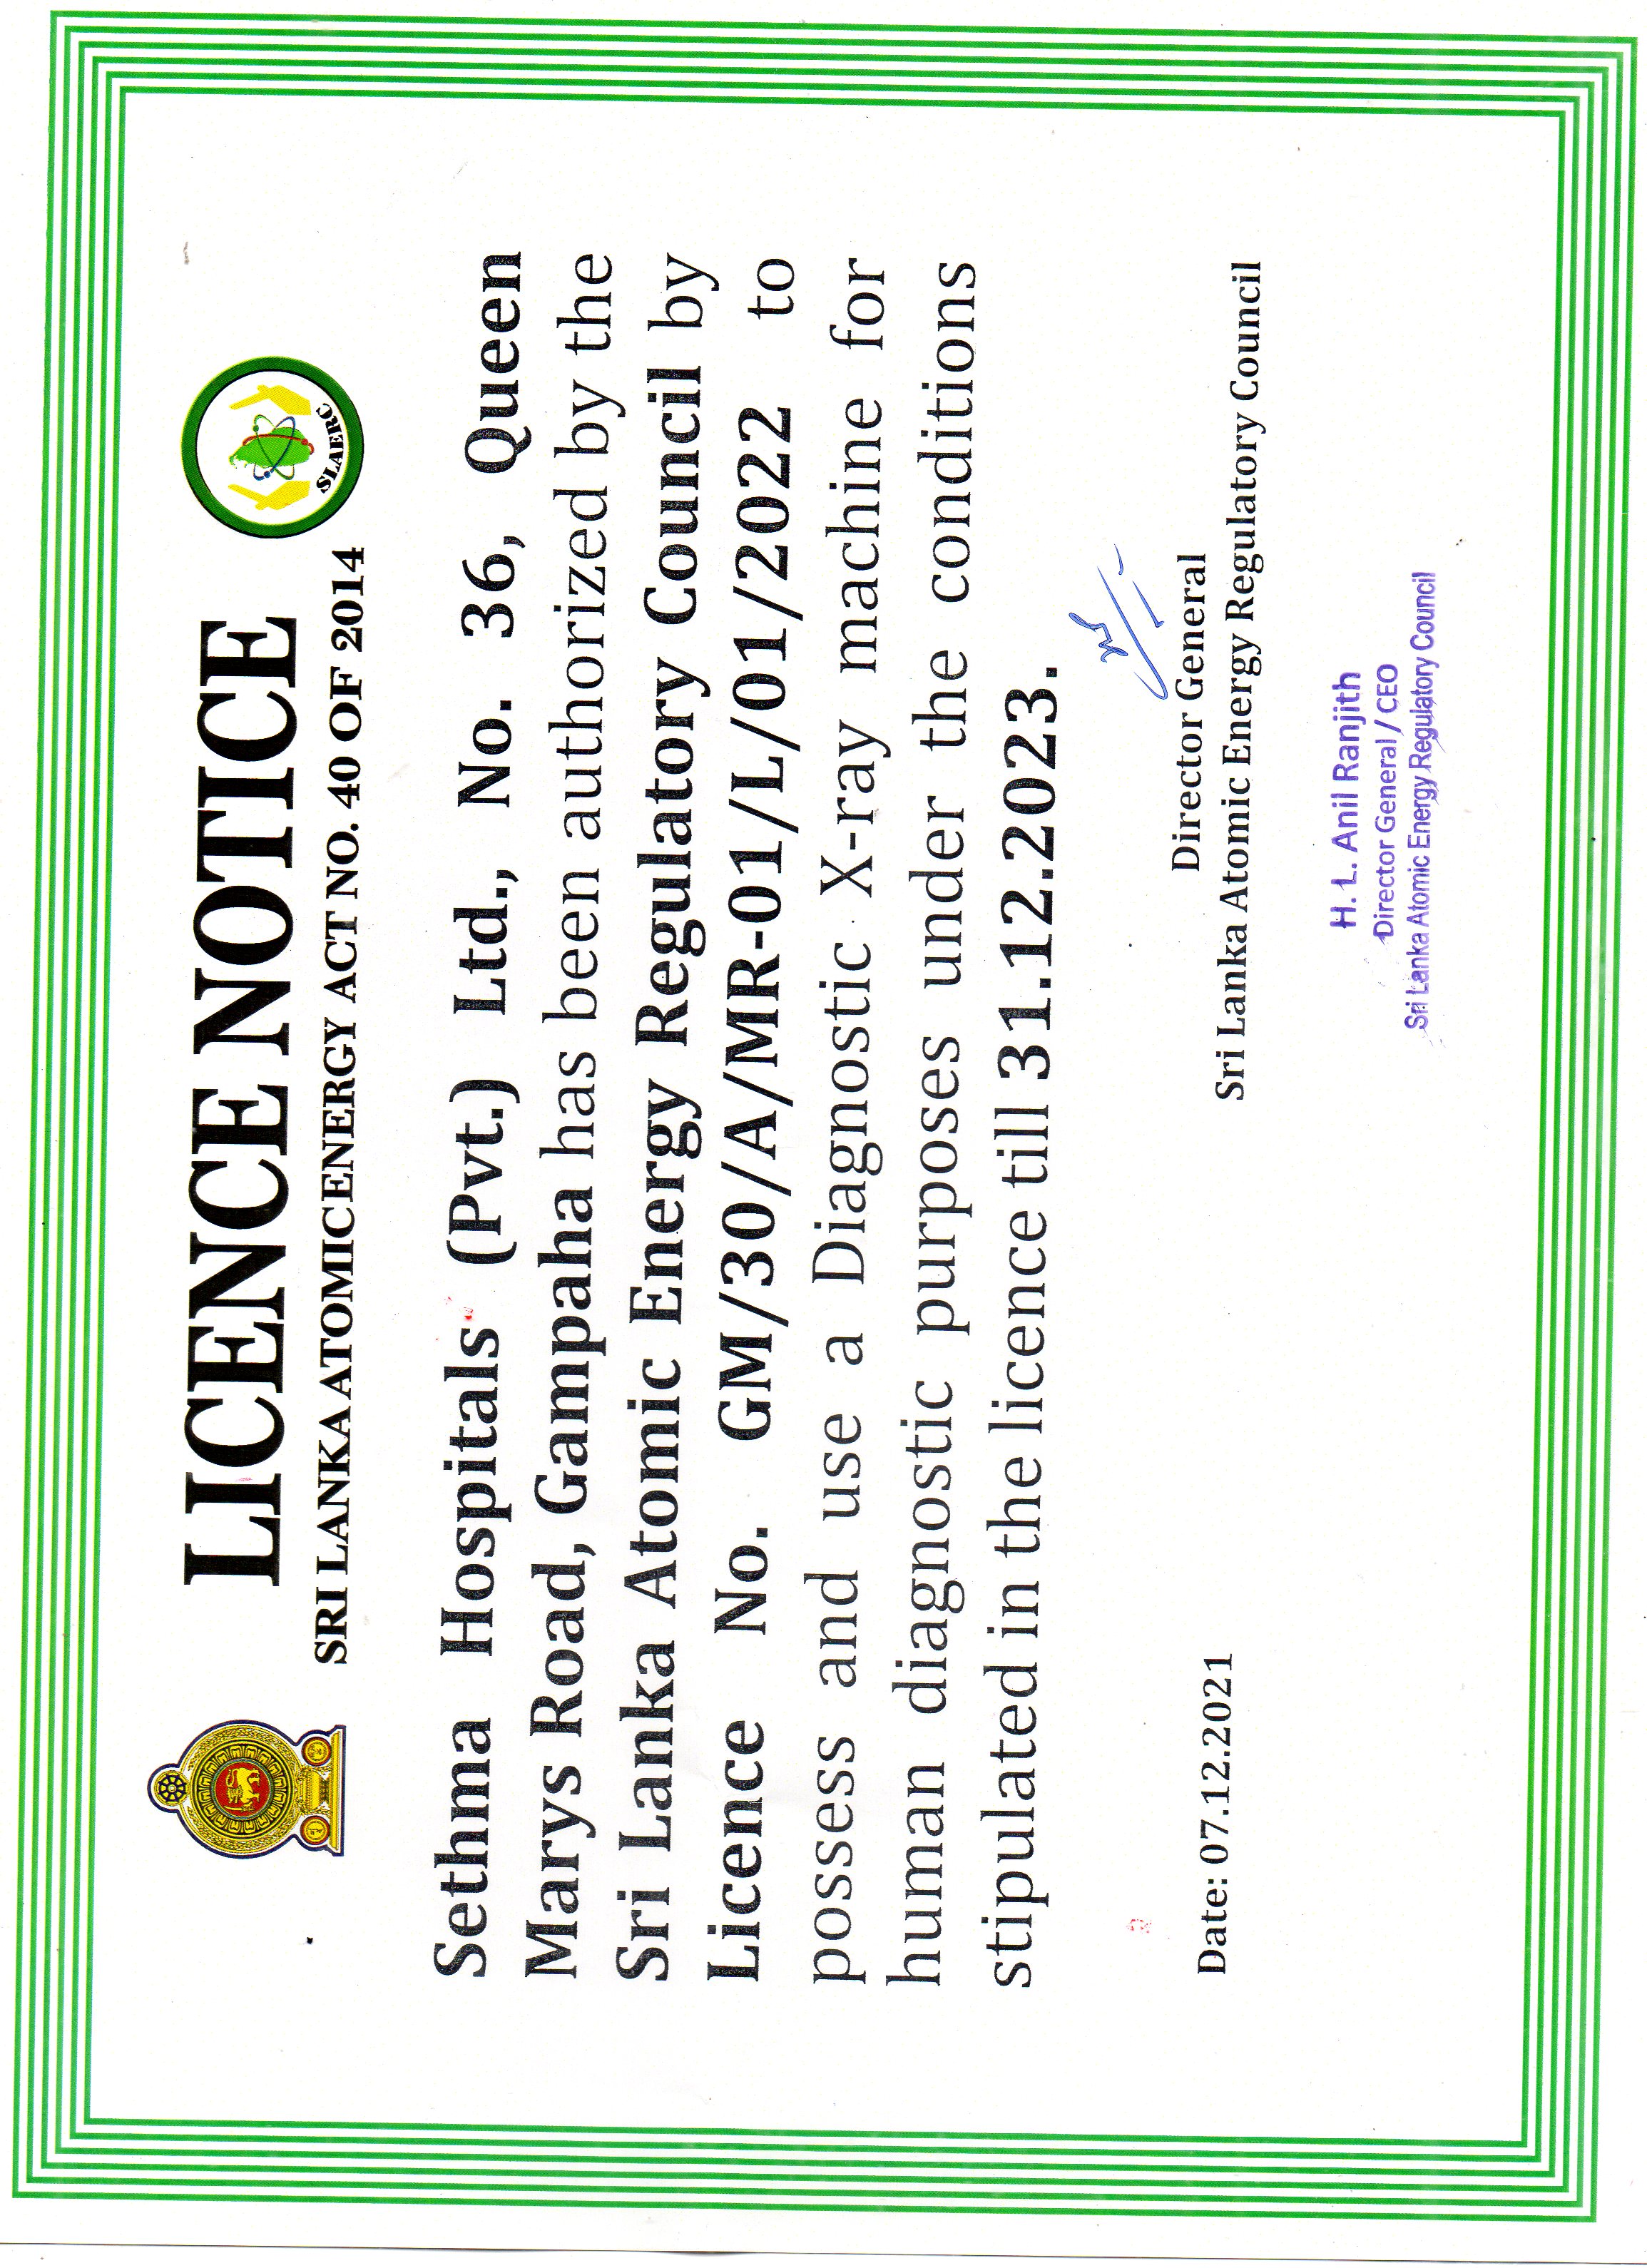 LICENCE NOTICE
SRI LANKA ATOMIC ENERGY ACT NO. 40 OF 2014
SLAERC
Sethma Hospitals (Pvt.) Ltd., No. 36, Queen
Marys Road, Gampaha has been authorized by the
Sri Lanka Atomic Energy Regulatory Council by
Licence No. GM/30/A/MR-01/L/01/2022 to
possess and use a Diagnostic X-ray machine for
human diagnostic purposes under the conditions
stipulated in the licence till 31.12.2023.
Director General
Date: 07.12.2021
Sri Lanka Atomic Energy Regulatory Council
H. L. Anil Ranjith
Director General / CEO
Sri Lanka Atomic Energy Regulatory Council